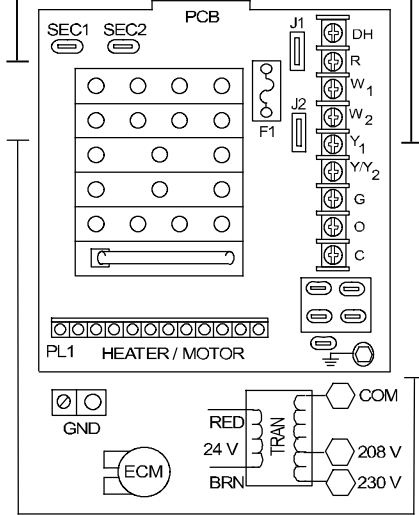 PCB
SEC1 SEC2
J1
DH
R
W1
J2
W2
F1
Y1
Y/Y2
G
O
C
PL1 HEATER / MOTOR
GND
COM
RED
24 V
TRAN
208 V
ECM
BRN
230 V